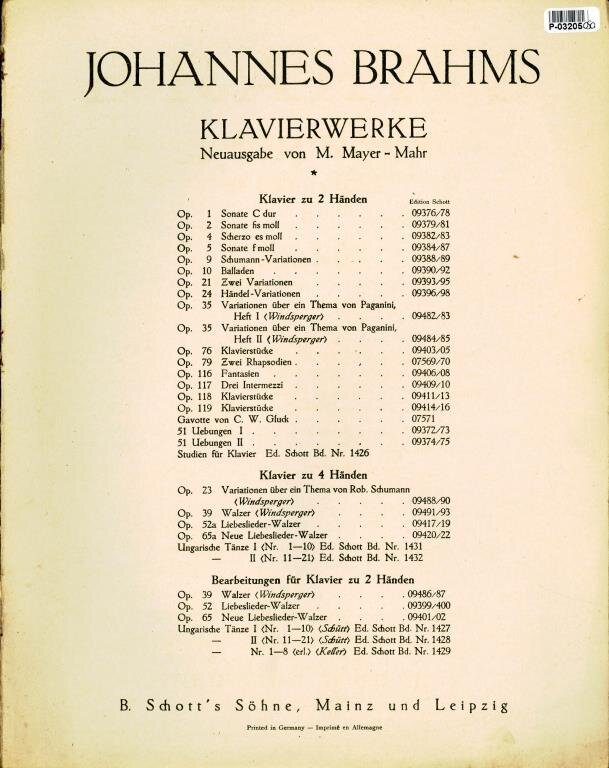 P-03205080
JOHANNES BRAHMS
KLAVIERWERKE
Neuausgabe von M. Mayer-Mahr
*
Klavier zu 2 Händen Edition Schott
Op. 1 Sonate C dur . . . . . . 09376/78
Op. 2 Sonate fis moll . . . . . . 09379/81
Op. 4 Scherzo es moll . . . . . . 09382/83
Op. 5 Sonate f moll . . . . . . 09384/87
Op. 9 Schumann-Variationen . . . . . 09388/89
Op. 10 Balladen . . . . . . 09390/92
Op. 21 Zwei Variationen . . . . . 09393/95
Op. 24 Händel-Variationen . . . . . 09396/98
Op. 35 Variationen über ein Thema von Paganini,
Heft I (Windsperger) . . . . 09482/83
Op. 35 Variationen über ein Thema von Paganini,
Heft II (Windsperger) . . . . 09484/85
Op. 76 Klavierstücke . . . . . . 09403/05
Op. 79 Zwei Rhapsodien . . . . . . 07569/70
Op. 116 Fantasien . . . . . . 09406/08
Op. 117 Drei Intermezzi . . . . . . 09409/10
Op. 118 Klavierstücke . . . . . . 09411/13
Op. 119 Klavierstücke . . . . . . 09414/16
Gavotte von C. W. Gluck . . . . . . 07571
51 Uebungen I . . . . . . . 09372/73
51 Uebungen II . . . . . . . 09374/75
Studien für Klavier Ed. Schott Bd. Nr. 1426
Klavier zu 4 Händen
Op. 23 Variationen über ein Thema von Rob. Schumann
(Windsperger) . . . . . 09488/90
Op. 39 Walzer (Windsperger) . . . . . 09491/93
Op. 52a Liebeslieder-Walzer . . . . . 09417/19
Op. 65a Neue Liebeslieder-Walzer . . . . 09420/22
Ungarische Tänze I (Nr. 1—10) Ed. Schott Bd. Nr. 1431
— II (Nr. 11—21) Ed. Schott Bd. Nr. 1432
Bearbeitungen für Klavier zu 2 Händen
Op. 39 Walzer (Windsperger) . . . . 09486/87
Op. 52 Liebeslieder-Walzer . . . . . 09399/400
Op. 65 Neue Liebeslieder-Walzer . . . . 09401/02
Ungarische Tänze I (Nr. 1—10) (Schütt) Ed. Schott Bd. Nr. 1427
— II (Nr. 11—21) (Schütt) Ed. Schott Bd. Nr. 1428
— Nr. 1—8 (erl.) (Keller) Ed. Schott Bd. Nr. 1429
B. Schott's Söhne, Mainz und Leipzig
Printed in Germany — Imprimé en Allemagne